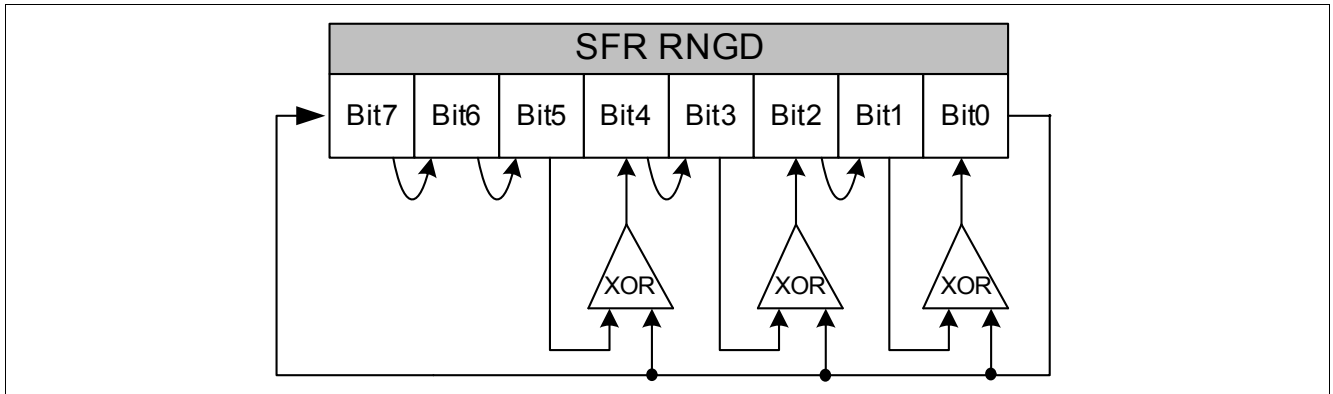 SFR RNGD
Bit7 Bit6 Bit5 Bit4 Bit3 Bit2 Bit1 Bit0
XOR XOR XOR